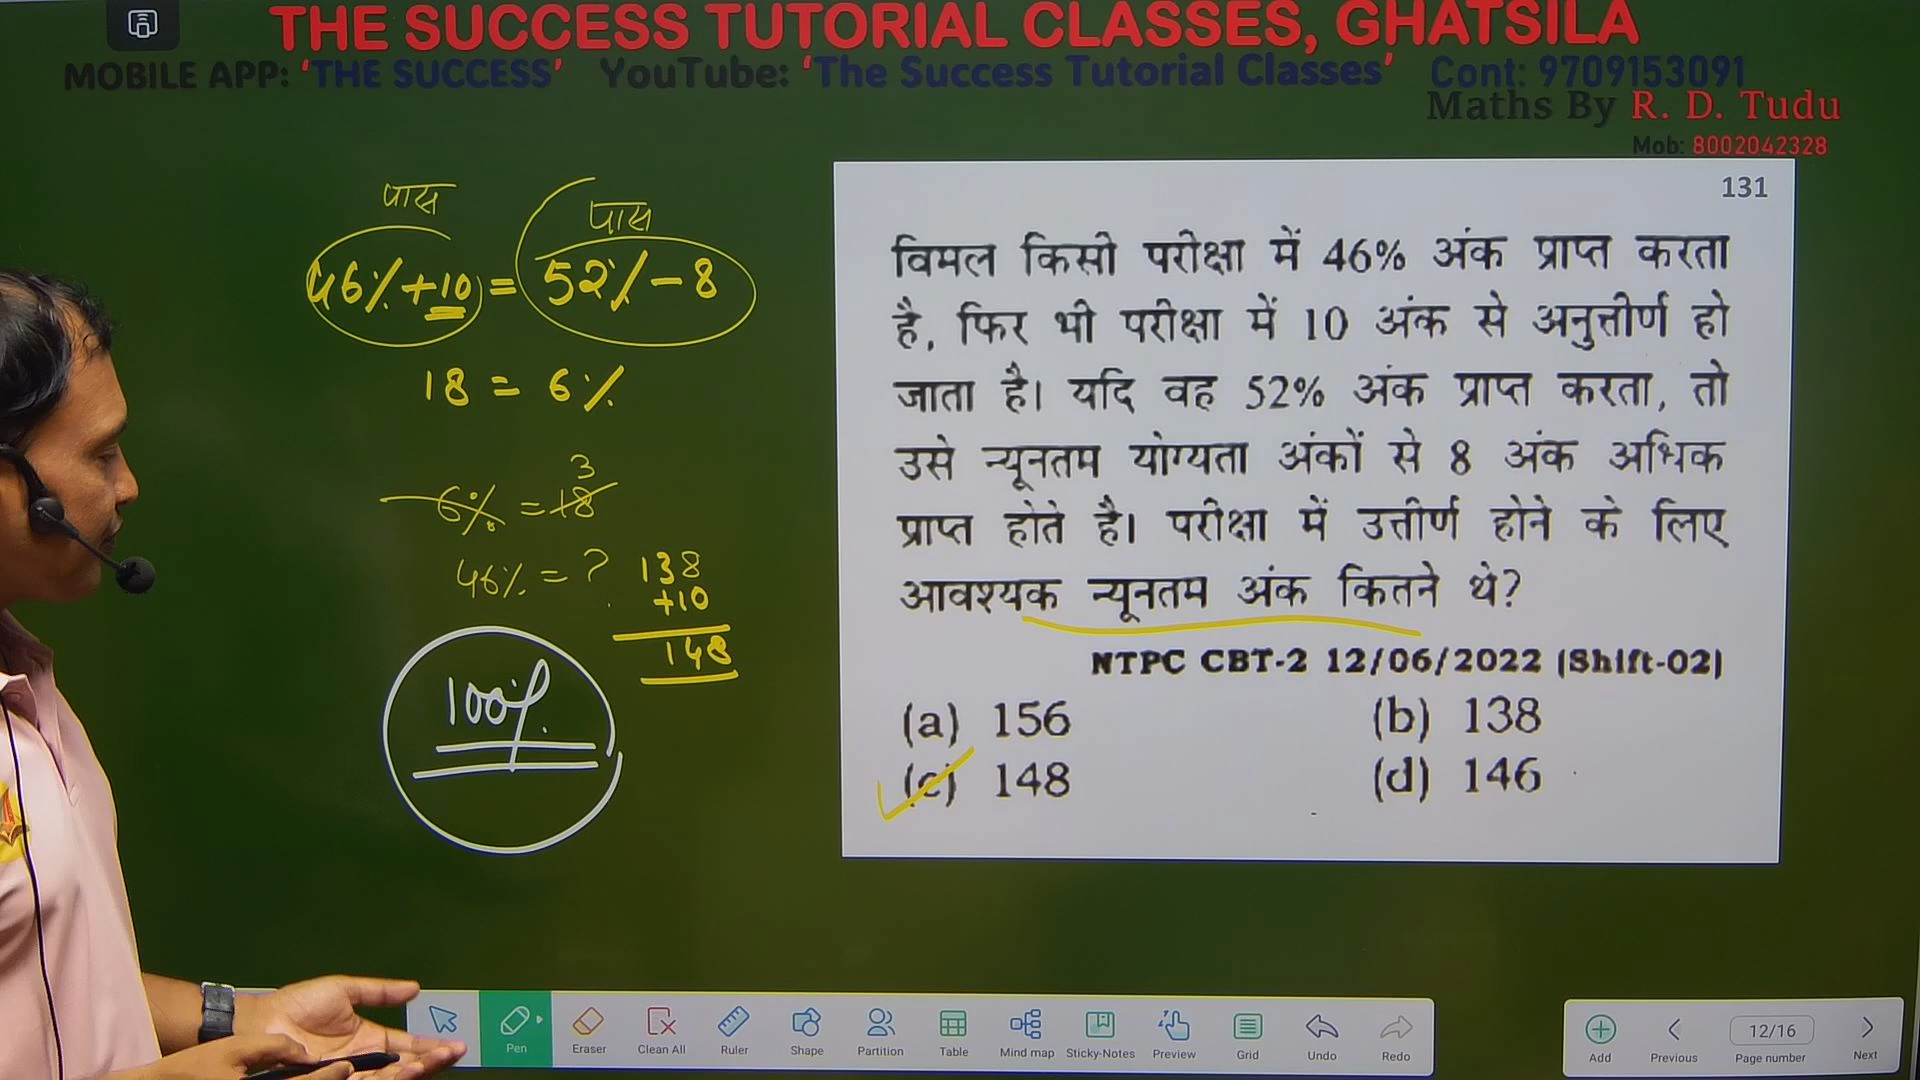 THE SUCCESS TUTORIAL CLASSES, GHATSILA
MOBILE APP: 'THE SUCCESS' YouTube: 'The Success Tutorial Classes' Cont: 9709153091
Maths By R. D. Tudu
Mob: 8002042328
पास पास
46%+10 = 52%-8
18 = 6%
3
6% = 18
46% = ? 138
+10
148
100%
131
विमल किसी परीक्षा में 46% अंक प्राप्त करता
है, फिर भी परीक्षा में 10 अंक से अनुत्तीर्ण हो
जाता है। यदि वह 52% अंक प्राप्त करता, तो
उसे न्यूनतम योग्यता अंकों से 8 अंक अधिक
प्राप्त होते है। परीक्षा में उत्तीर्ण होने के लिए
आवश्यक न्यूनतम अंक कितने थे?
NTPC CBT-2 12/06/2022 (Shift-02)
(a) 156 (b) 138
(c) 148 (d) 146
Pen Eraser Clean All Ruler Shape Partition Table Mind map Sticky-Notes Preview Grid Undo Redo
12/16
Add Previous Page number Next